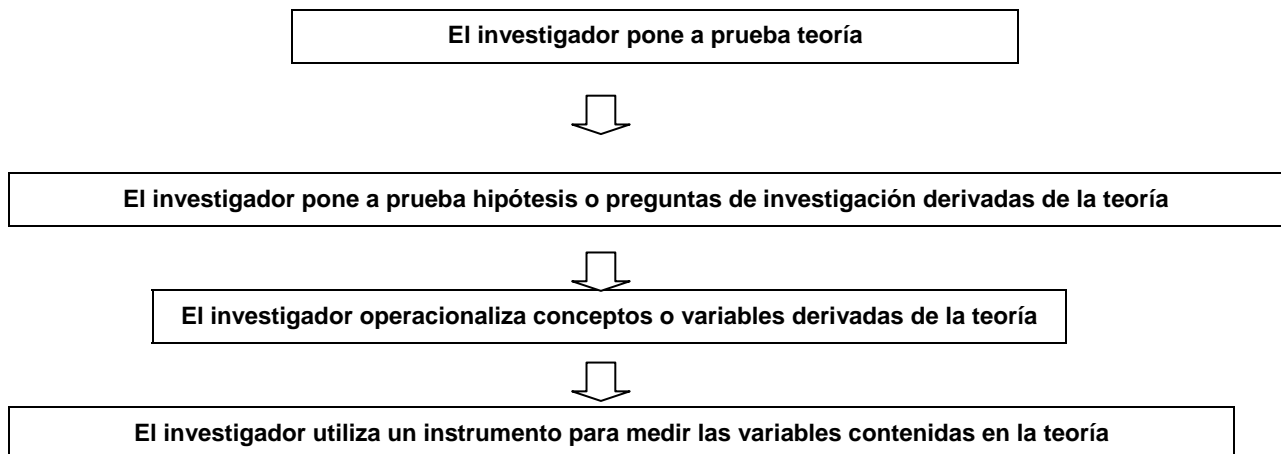 El investigador pone a prueba teoría
El investigador pone a prueba hipótesis o preguntas de investigación derivadas de la teoría
El investigador operacionaliza conceptos o variables derivadas de la teoría
El investigador utiliza un instrumento para medir las variables contenidas en la teoría